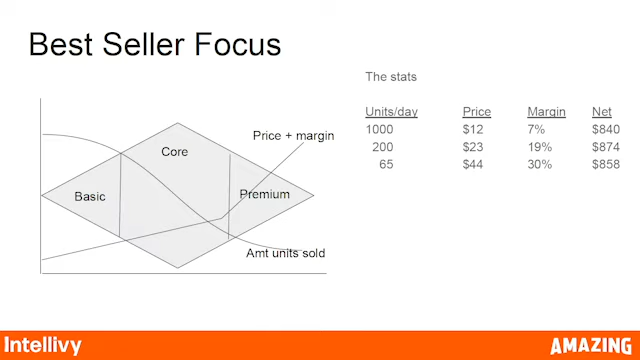 Best Seller Focus
The stats
Units/day Price Margin Net
1000 $12 7% $840
200 $23 19% $874
65 $44 30% $858
Price + margin
Core
Basic
Premium
Amt units sold
Intellivy
AMAZING